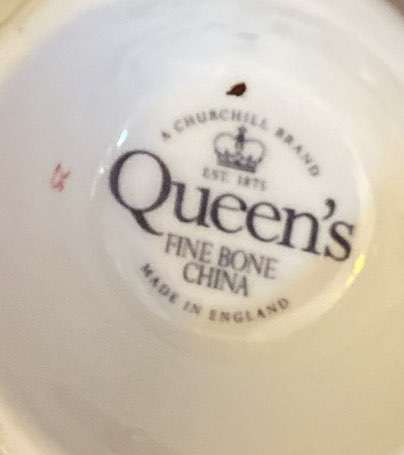 A CHURCHILL BRAND
EST. 1875
Queen's
FINE BONE
CHINA
MADE IN ENGLAND